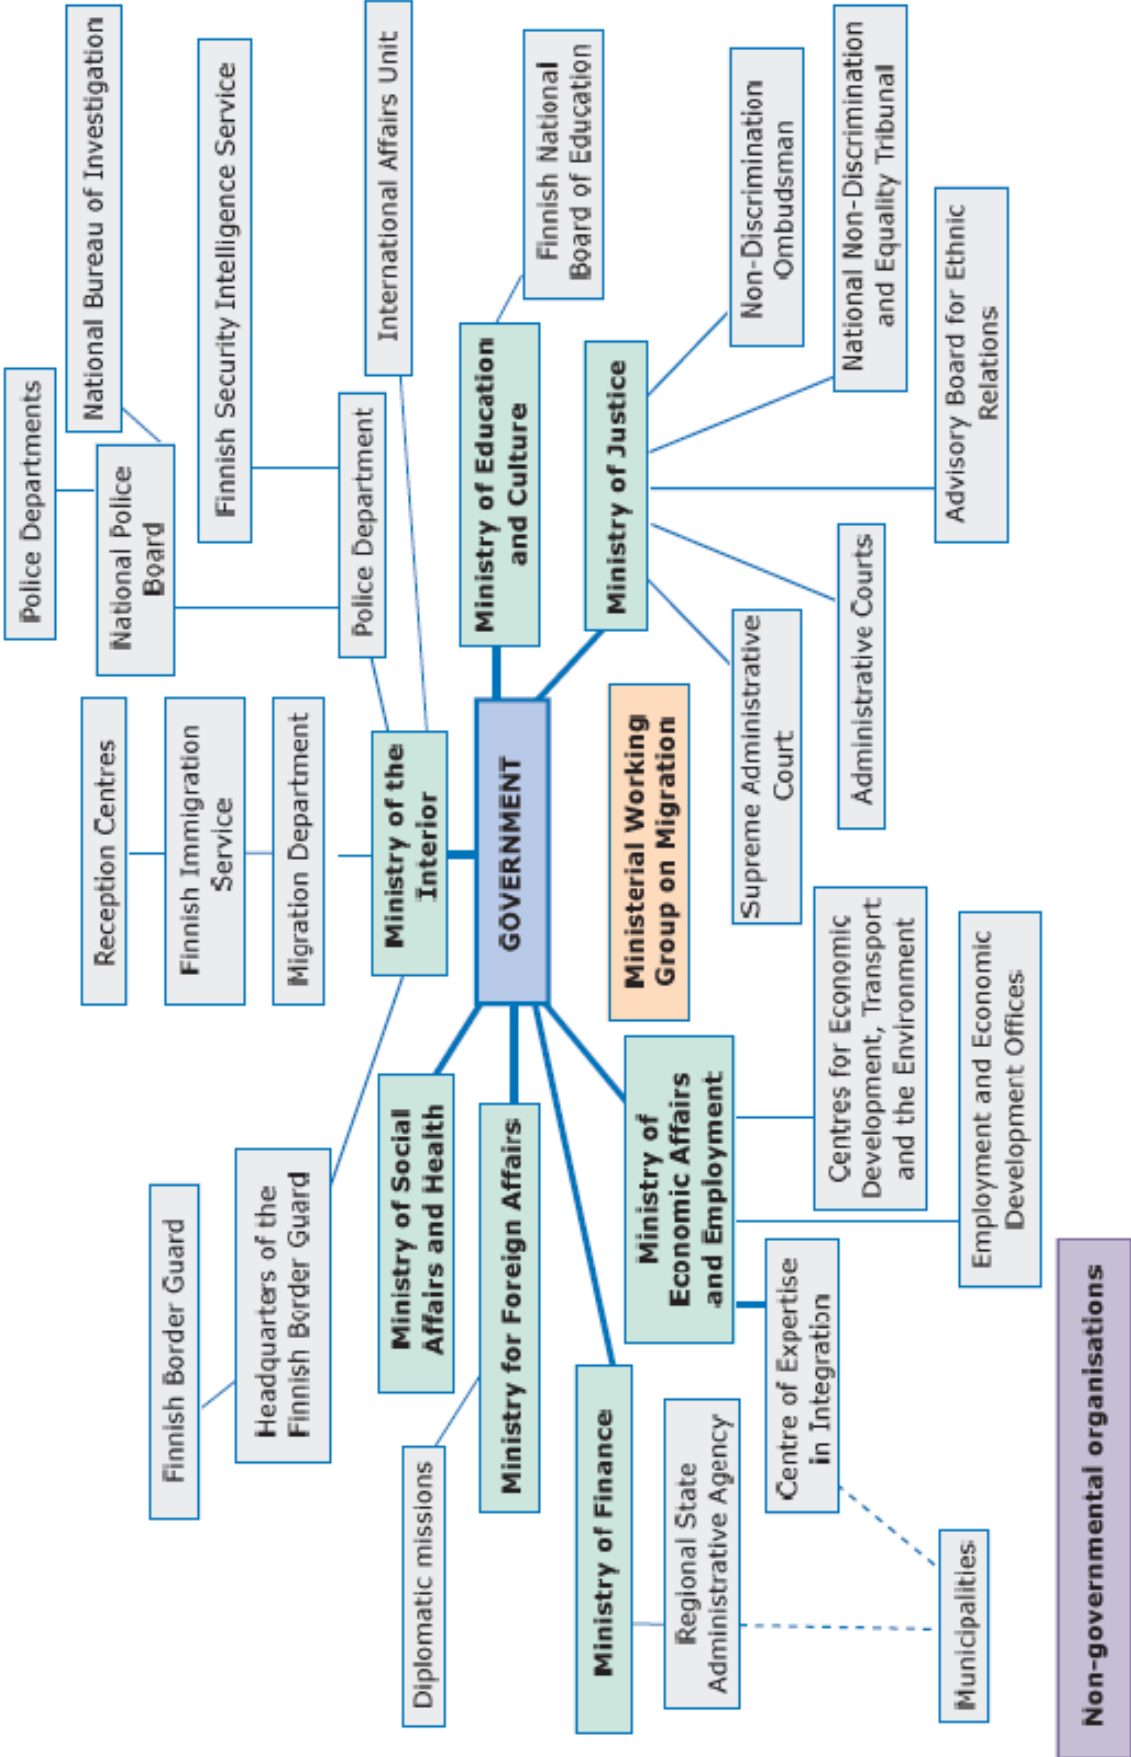 Police Departments
National Bureau of Investigation
National Police
Board
Finnish Security Intelligence Service
Police Department
International Affairs Unit
Reception Centres
Finnish Immigration
Service
Migration Department
Ministry of the
Interior
Finnish Border Guard
Headquarters of the
Finnish Border Guard
Ministry of Social
Affairs and Health
Diplomatic missions
Ministry for Foreign Affairs
GOVERNMENT
Ministry of Education
and Culture
Finnish National
Board of Education
Ministry of Justice
Ministerial Working
Group on Migration
Ministry of Finance
Ministry of
Economic Affairs
and Employment
Regional State
Administrative Agency
Centre of Expertise
in Integration
Supreme Administrative
Court
Non-Discrimination
Ombudsman
Centres for Economic
Development, Transport
and the Environment
Administrative Courts
National Non-Discrimination
and Equality Tribunal
Municipalities
Employment and Economic
Development Offices
Advisory Board for Ethnic
Relations
Non-governmental organisations